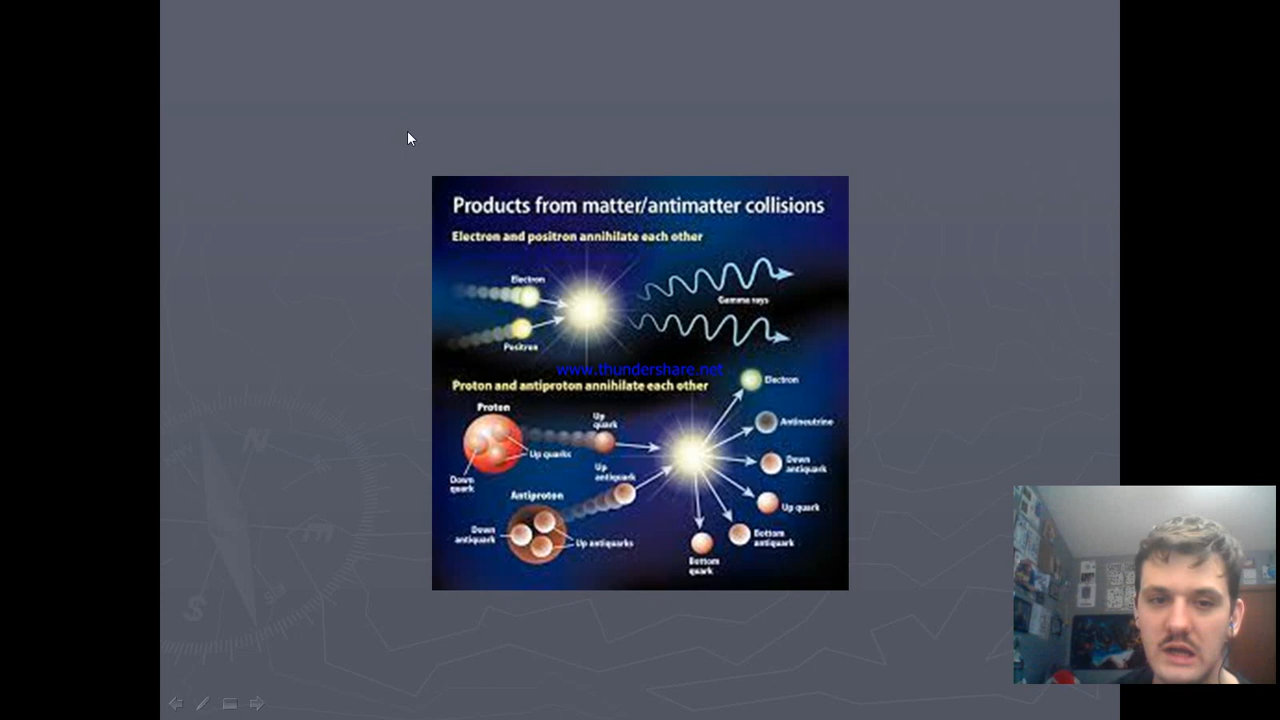 Products from matter/antimatter collisions
Electron and positron annihilate each other
Electron
Gamma rays
Positron
www.thundershare.net
Proton and antiproton annihilate each other
Electron
Proton
Up
quark
Antineutrino
Up quarks
Down
antiquark
Up
antiquark
Down
quark
Antiproton
Up quark
Down
antiquark
Up antiquarks
Bottom
antiquark
Bottom
quark
N
E
S